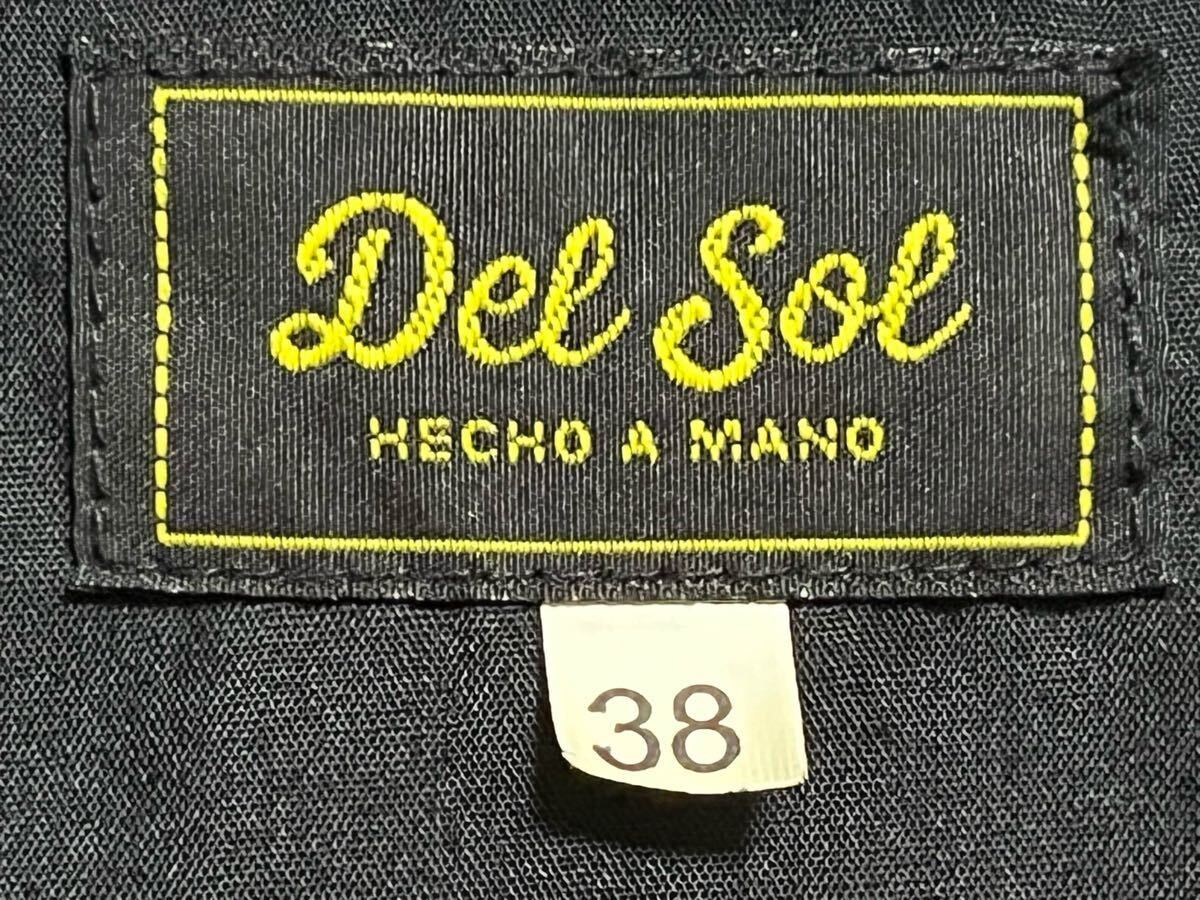 Del Sol
HECHO A MANO
38